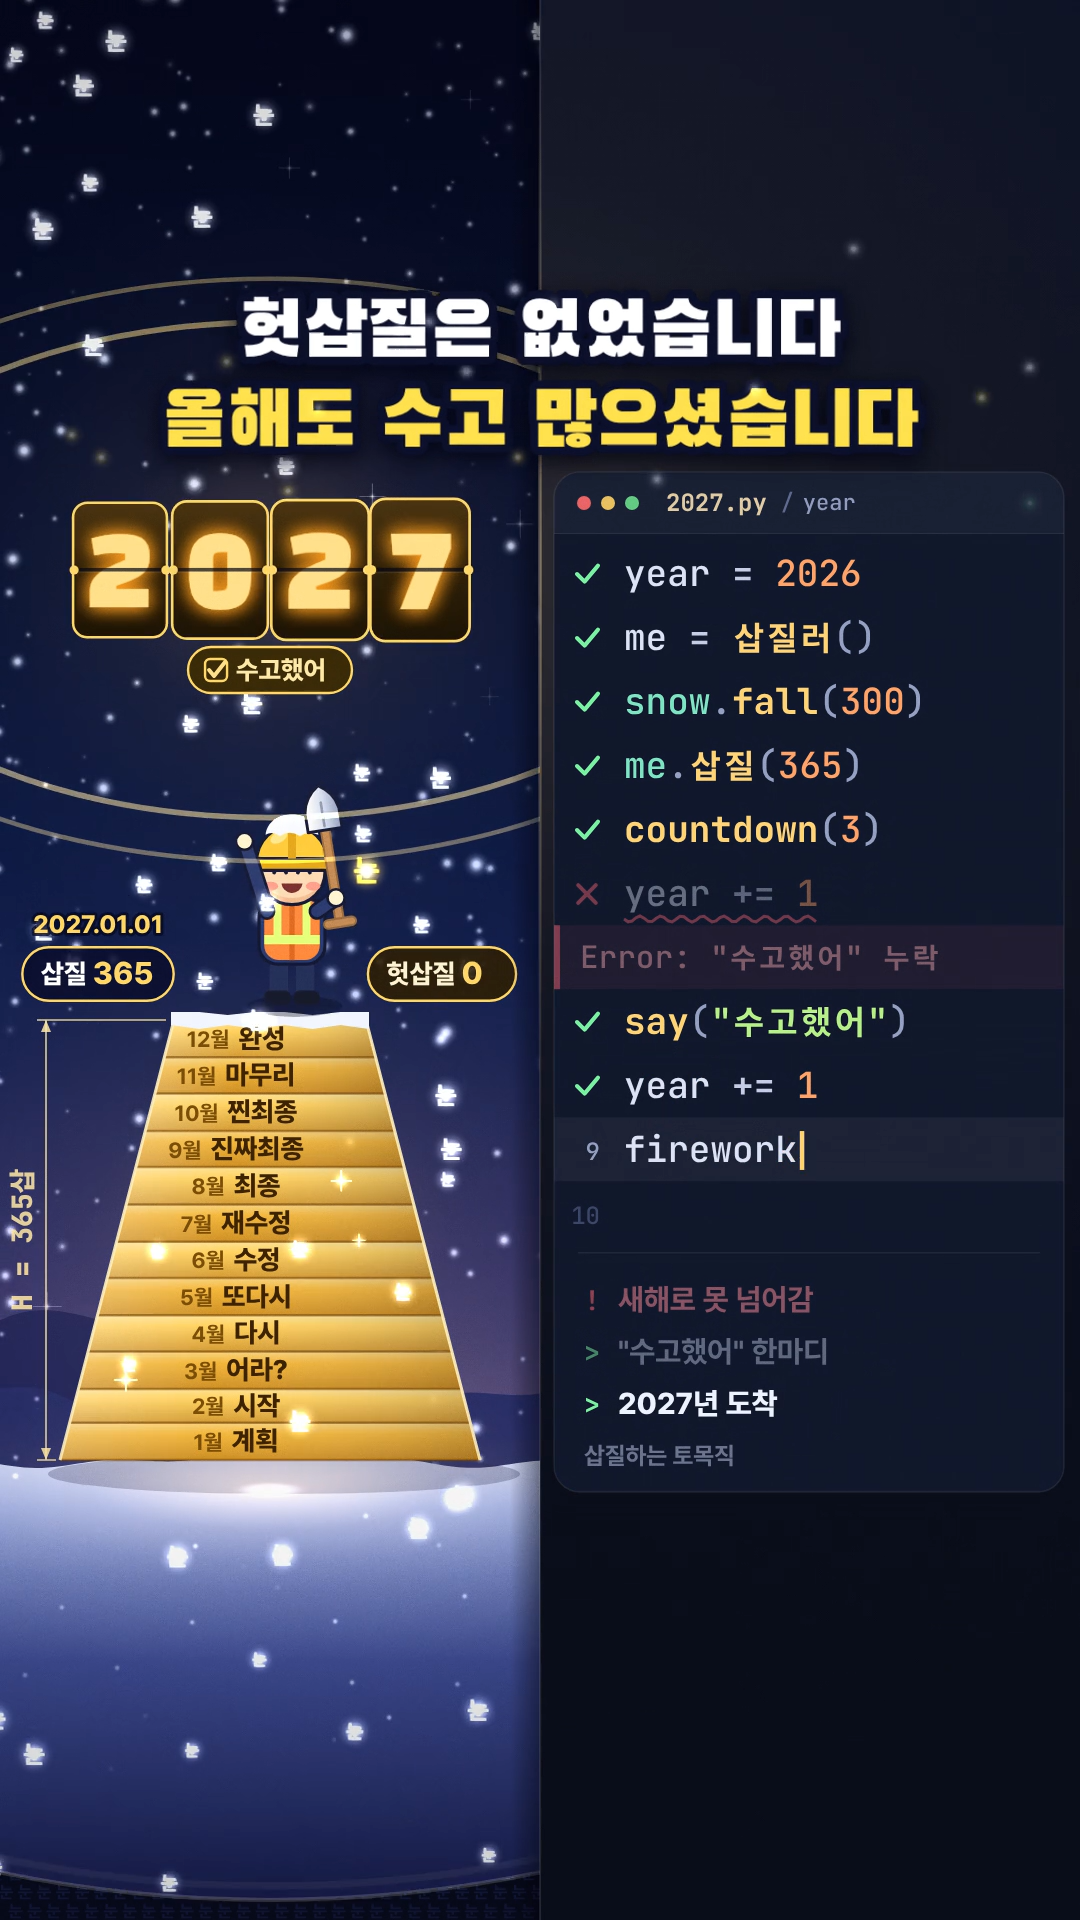 헛삽질은 없었습니다
올해도 수고 많으셨습니다
2027
수고했어
2027.01.01
삽질 365
헛삽질 0
H = 365삽
12월 완성
11월 마무리
10월 찐최종
9월 진짜최종
8월 최종
7월 재수정
6월 수정
5월 또다시
4월 다시
3월 어라?
2월 시작
1월 계획
2027.py / year
year = 2026
me = 삽질러()
snow.fall(300)
me.삽질(365)
countdown(3)
year += 1
Error: "수고했어" 누락
say("수고했어")
year += 1
9 firework
10
! 새해로 못 넘어감
> "수고했어" 한마디
> 2027년 도착
삽질하는 토목직
눈